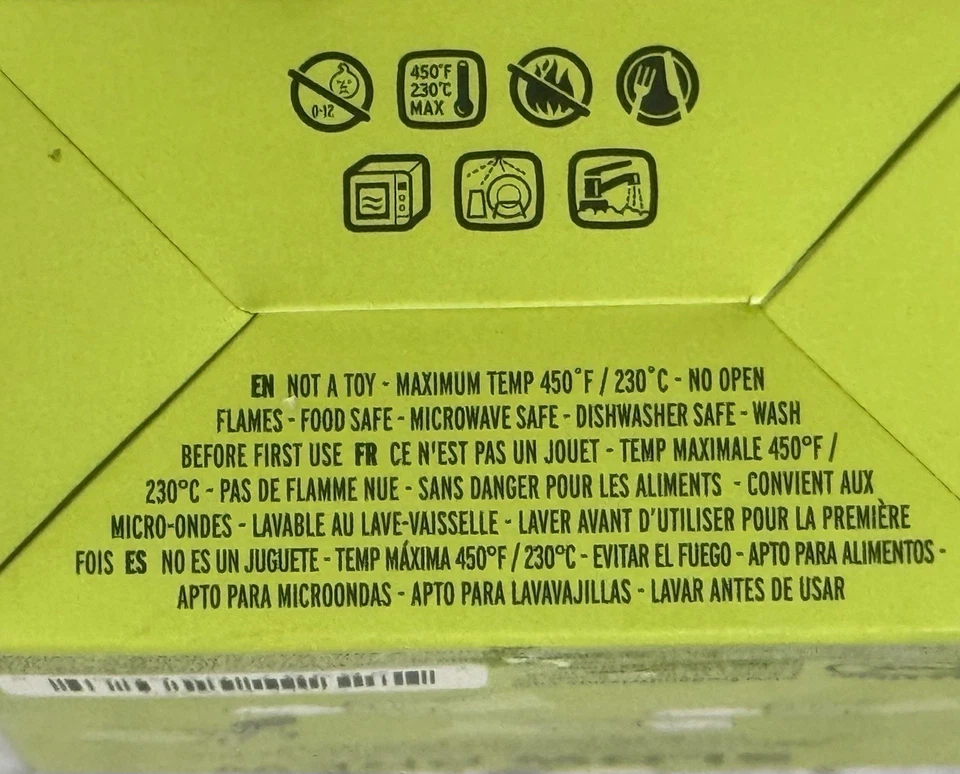 0-12
450°F
230°C
MAX
EN NOT A TOY - MAXIMUM TEMP 450°F / 230°C - NO OPEN
FLAMES - FOOD SAFE - MICROWAVE SAFE - DISHWASHER SAFE - WASH
BEFORE FIRST USE FR CE N'EST PAS UN JOUET - TEMP MAXIMALE 450°F /
230°C - PAS DE FLAMME NUE - SANS DANGER POUR LES ALIMENTS - CONVIENT AUX
MICRO-ONDES - LAVABLE AU LAVE-VAISSELLE - LAVER AVANT D'UTILISER POUR LA PREMIÈRE
FOIS ES NO ES UN JUGUETE - TEMP MÁXIMA 450°F / 230°C - EVITAR EL FUEGO - APTO PARA ALIMENTOS -
APTO PARA MICROONDAS - APTO PARA LAVAVAJILLAS - LAVAR ANTES DE USAR